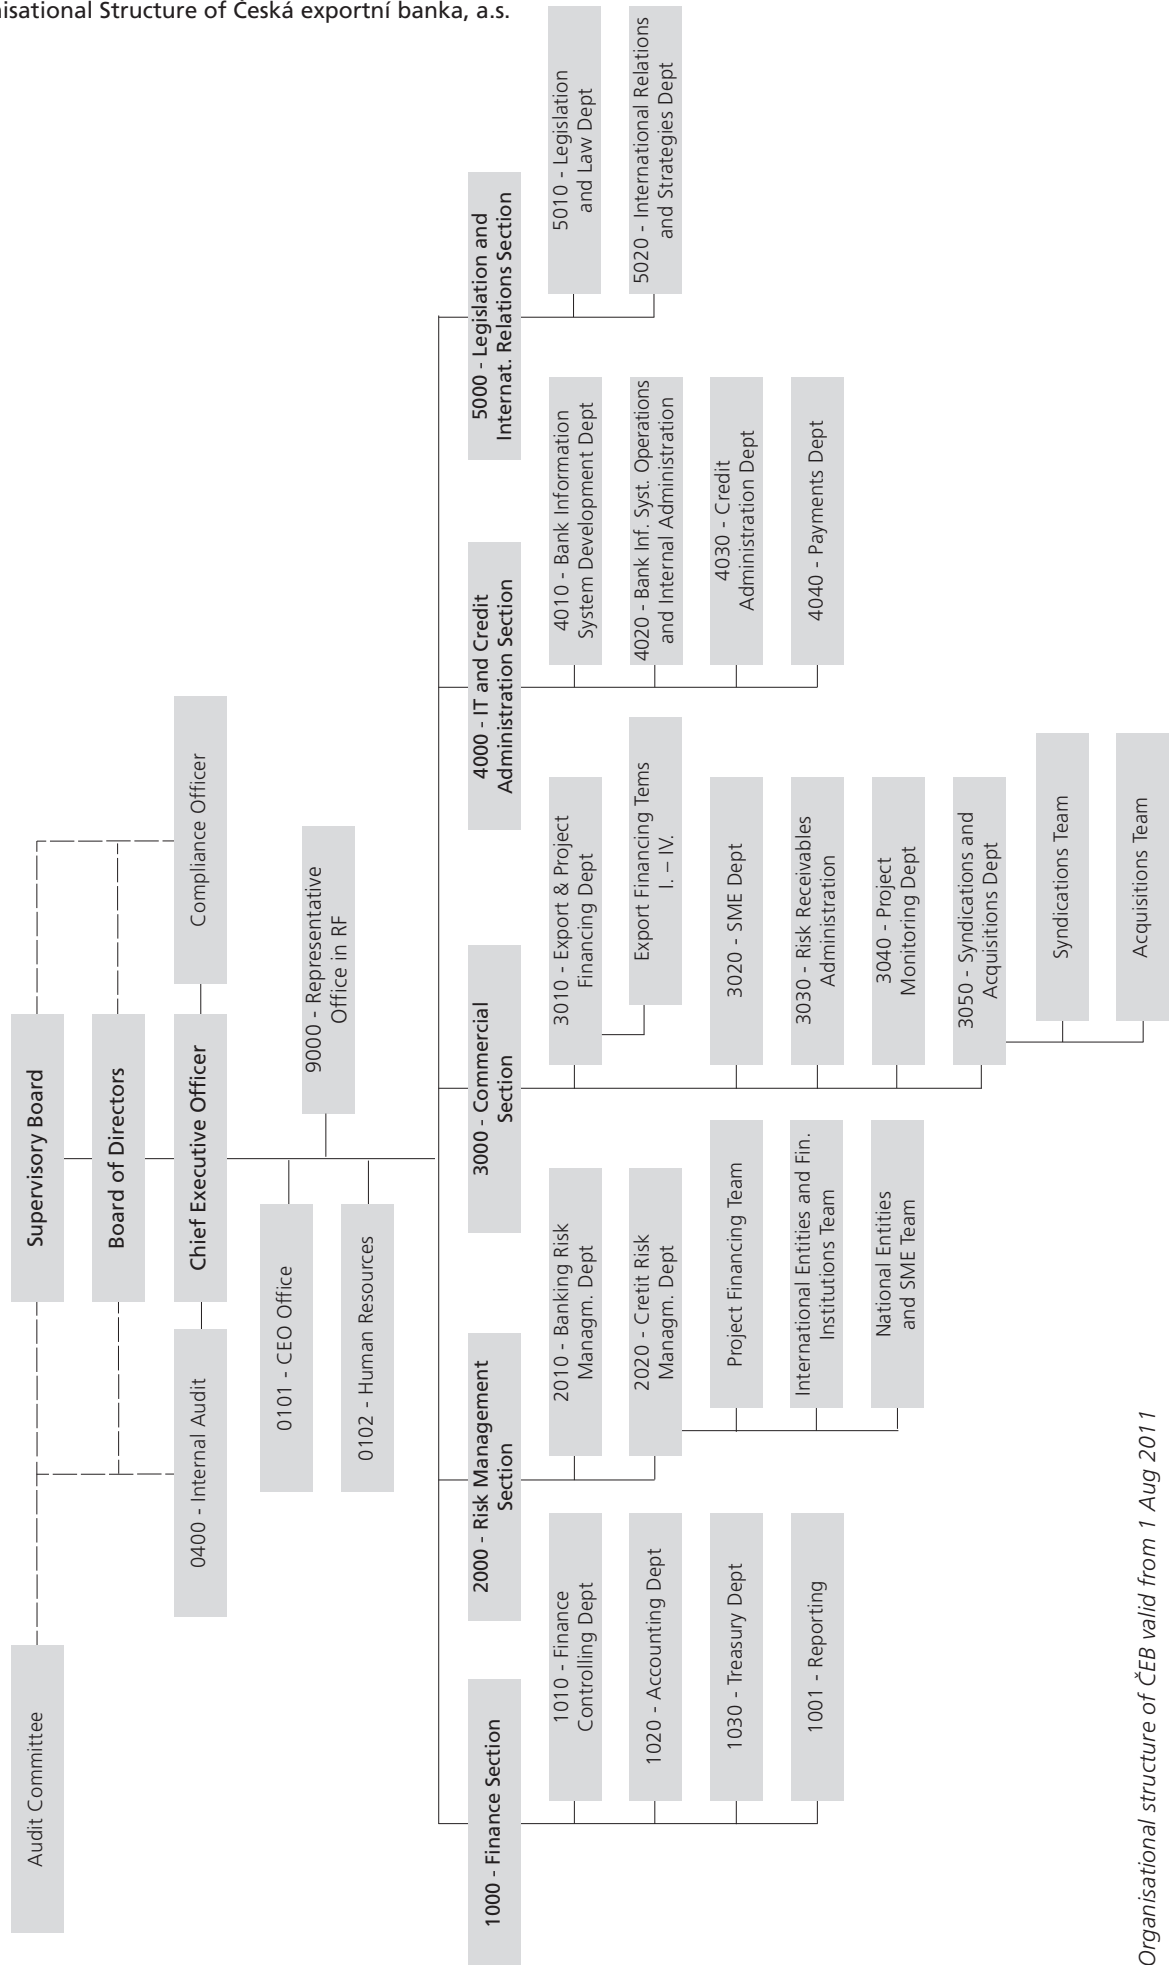 nisational Structure of Česká exportní banka, a.s.
Audit Committee
Supervisory Board
Board of Directors
0400 - Internal Audit
Chief Executive Officer
Compliance Officer
0101 - CEO Office
9000 - Representative
Office in RF
0102 - Human Resources
1000 - Finance Section
1010 - Finance
Controlling Dept
1020 - Accounting Dept
1030 - Treasury Dept
1001 - Reporting
2000 - Risk Management
Section
2010 - Banking Risk
Managm. Dept
2020 - Cretit Risk
Managm. Dept
Project Financing Team
International Entities and Fin.
Institutions Team
National Entities
and SME Team
3000 - Commercial
Section
3010 - Export & Project
Financing Dept
Export Financing Tems
I. – IV.
3020 - SME Dept
3030 - Risk Receivables
Administration
3040 - Project
Monitoring Dept
3050 - Syndications and
Acquisitions Dept
Syndications Team
Acquisitions Team
4000 - IT and Credit
Administration Section
4010 - Bank Information
System Development Dept
4020 - Bank Inf. Syst. Operations
and Internal Administration
4030 - Credit
Administration Dept
4040 - Payments Dept
5000 - Legislation and
Internat. Relations Section
5010 - Legislation
and Law Dept
5020 - International Relations
and Strategies Dept
Organisational structure of ČEB valid from 1 Aug 2011